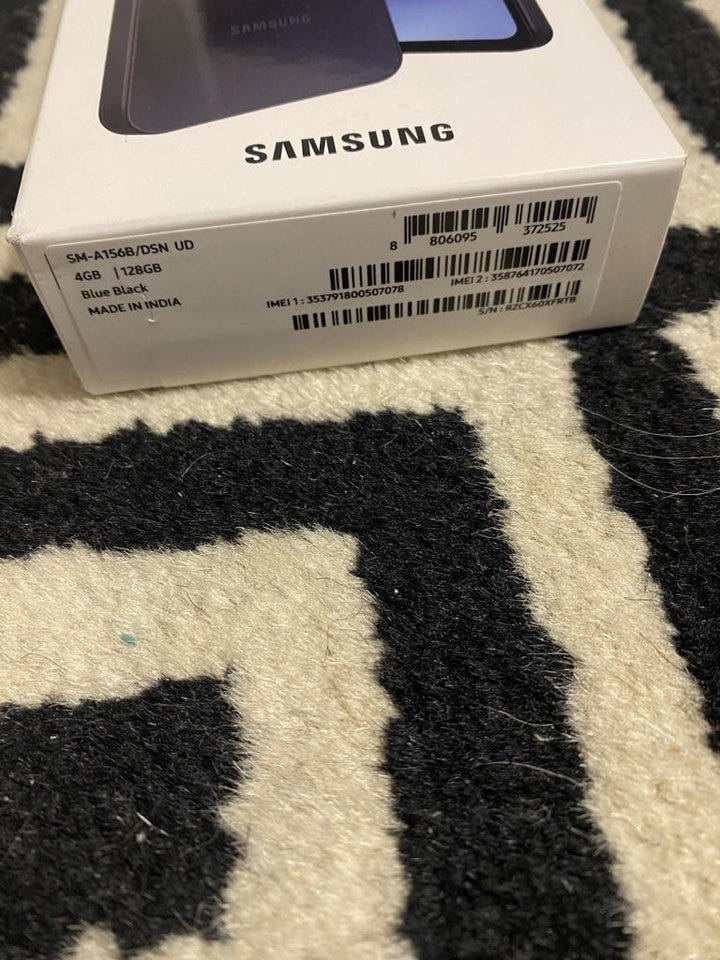 SAMSUNG
SAMSUNG
SM-A156B/DSN UD
4GB | 128GB
Blue Black
MADE IN INDIA
8 806095 372525
IMEI 1 : 353791800507078
IMEI 2 : 358764170507072
S/N : RZCX60XFRTB